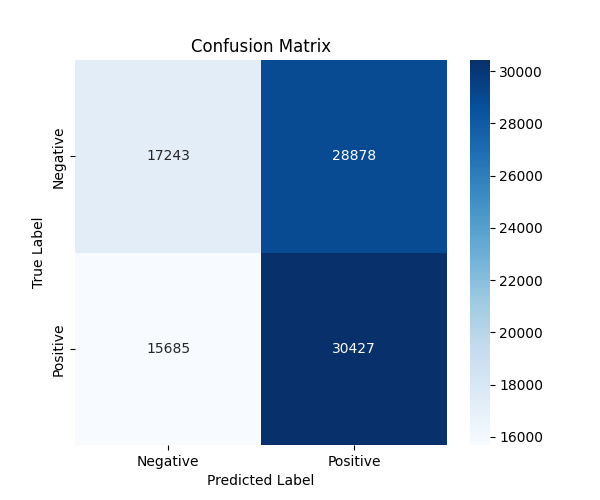 Confusion Matrix
True Label
Negative
Positive
17243
28878
15685
30427
Negative
Positive
Predicted Label
30000
28000
26000
24000
22000
20000
18000
16000